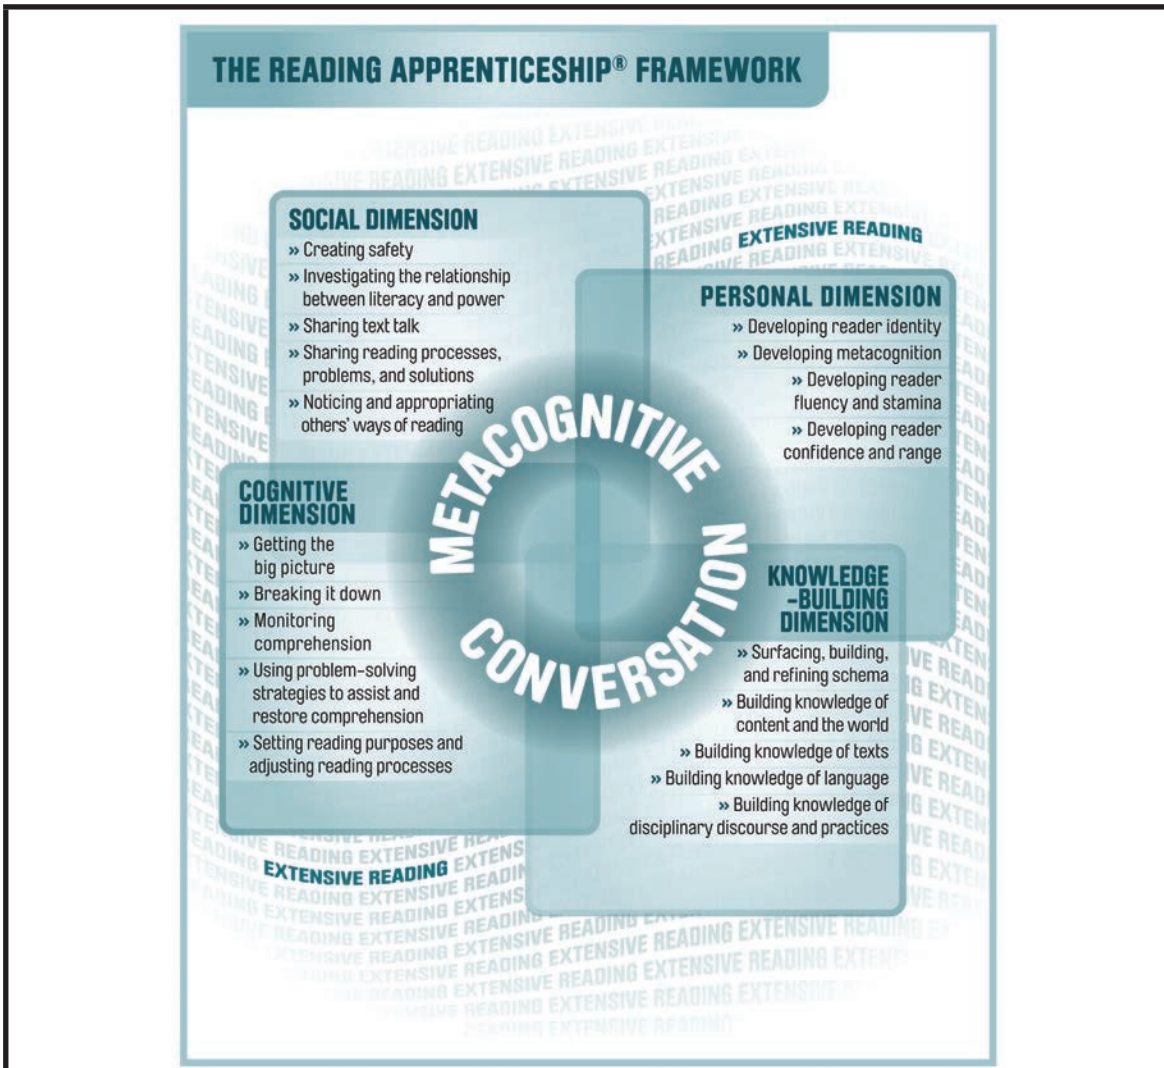 THE READING APPRENTICESHIP® FRAMEWORK
SOCIAL DIMENSION
» Creating safety
» Investigating the relationship
between literacy and power
» Sharing text talk
» Sharing reading processes,
problems, and solutions
» Noticing and appropriating
others' ways of reading
EXTENSIVE READING
PERSONAL DIMENSION
» Developing reader identity
» Developing metacognition
» Developing reader
fluency and stamina
» Developing reader
confidence and range
METACOGNITIVE
CONVERSATION
COGNITIVE
DIMENSION
» Getting the
big picture
» Breaking it down
» Monitoring
comprehension
» Using problem-solving
strategies to assist and
restore comprehension
» Setting reading purposes and
adjusting reading processes
KNOWLEDGE
-BUILDING
DIMENSION
» Surfacing, building,
and refining schema
» Building knowledge of
content and the world
» Building knowledge of texts
» Building knowledge of language
» Building knowledge of
disciplinary discourse and practices
EXTENSIVE READING